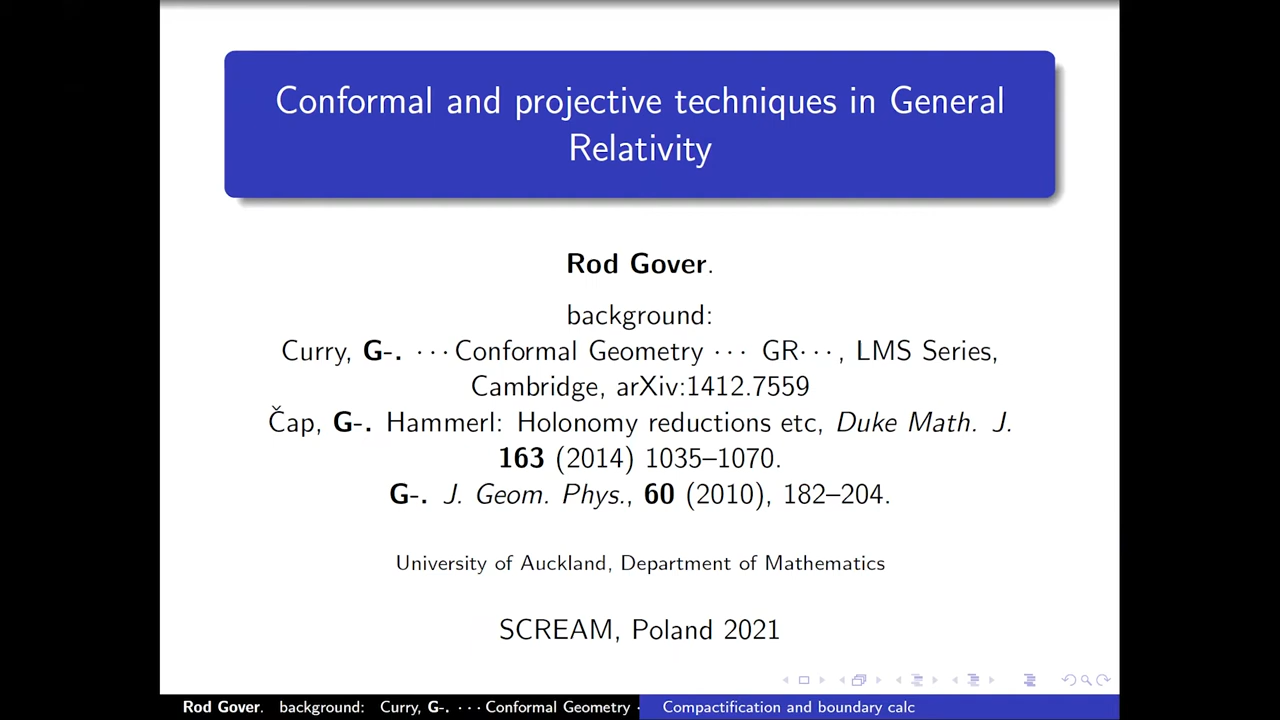 Conformal and projective techniques in General
Relativity
Rod Gover.
background:
Curry, G-. ··· Conformal Geometry ··· GR···, LMS Series,
Cambridge, arXiv:1412.7559
Čap, G-. Hammerl: Holonomy reductions etc, Duke Math. J.
163 (2014) 1035–1070.
G-. J. Geom. Phys., 60 (2010), 182–204.
University of Auckland, Department of Mathematics
SCREAM, Poland 2021
Rod Gover. background: Curry, G-. ··· Conformal Geometry ·
Compactification and boundary calc